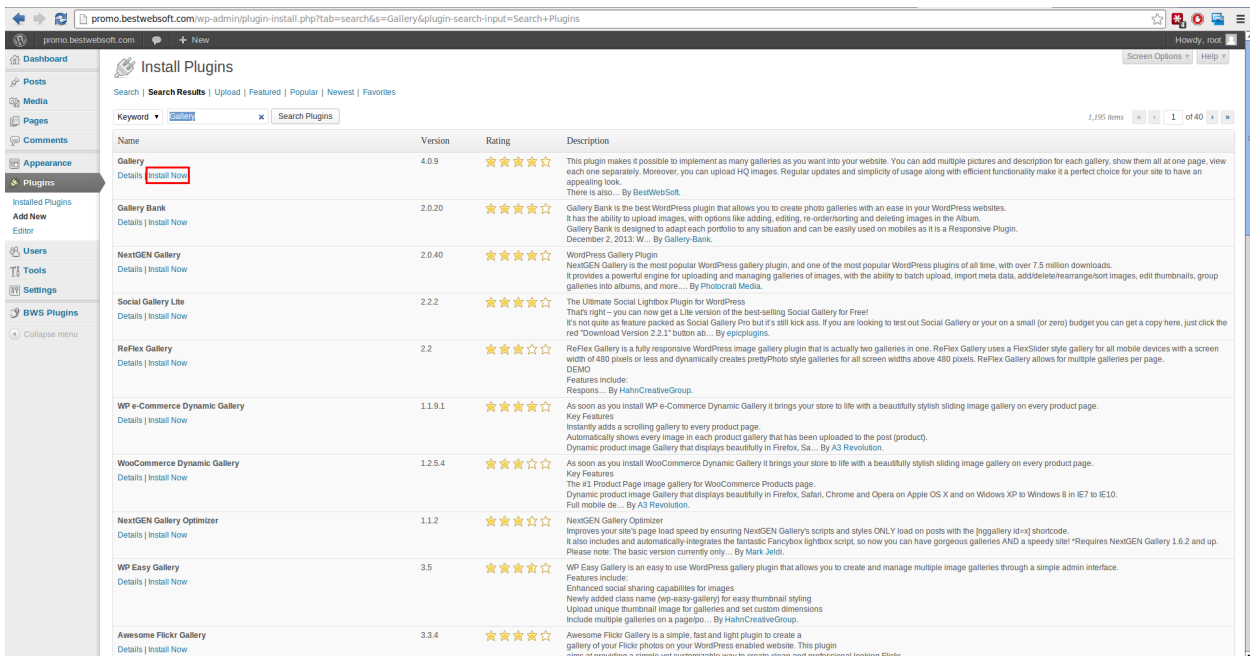 promo.bestwebsoft.com/wp-admin/plugin-install.php?tab=search&s=Gallery&plugin-search-input=Search+Plugins
promo.bestwebsoft.com + New Howdy, root
Dashboard
Posts
Media
Pages
Comments
Appearance
Plugins
Installed Plugins
Add New
Editor
Users
Tools
Settings
BWS Plugins
Collapse menu
Screen Options Help
Install Plugins
Search | Search Results | Upload | Featured | Popular | Newest | Favorites
Keyword Gallery x Search Plugins 1,195 items « ‹ 1 of 40 › »
Name Version Rating Description
Gallery 4.0.9 This plugin makes it possible to implement as many galleries as you want into your website. You can add multiple pictures and description for each gallery, show them all at one page, view
Details | Install Now each one separately. Moreover, you can upload HQ images. Regular updates and simplicity of usage along with efficient functionality make it a perfect choice for your site to have an
appealing look.
There is also… By BestWebSoft.
Gallery Bank 2.0.20 Gallery Bank is the best WordPress plugin that allows you to create photo galleries with an ease in your WordPress websites.
Details | Install Now It has the ability to upload images, with options like adding, editing, re-order/sorting and deleting images in the Album.
Gallery Bank is designed to adapt each portfolio to any situation and can be easily used on mobiles as it is a Responsive Plugin.
December 2, 2013: W… By Gallery-Bank.
NextGEN Gallery 2.0.40 WordPress Gallery Plugin
Details | Install Now NextGEN Gallery is the most popular WordPress gallery plugin, and one of the most popular WordPress plugins of all time, with over 7.5 million downloads.
It provides a powerful engine for uploading and managing galleries of images, with the ability to batch upload, import meta data, add/delete/rearrange/sort images, edit thumbnails, group
galleries into albums, and more.… By Photocrati Media.
Social Gallery Lite 2.2.2 The Ultimate Social Lightbox Plugin for WordPress
Details | Install Now That's right – you can now get a Lite version of the best-selling Social Gallery for Free!
It's not quite as feature packed as Social Gallery Pro but it's still kick ass. If you are looking to test out Social Gallery or your on a small (or zero) budget you can get a copy here, just click the
red "Download Version 2.2.1" button ab… By epicplugins.
ReFlex Gallery 2.2 ReFlex Gallery is a fully responsive WordPress image gallery plugin that is actually two galleries in one. ReFlex Gallery uses a FlexSlider style gallery for all mobile devices with a screen
Details | Install Now width of 480 pixels or less and dynamically creates prettyPhoto style galleries for all screen widths above 480 pixels. ReFlex Gallery allows for multiple galleries per page.
DEMO
Features include:
Respons… By HahnCreativeGroup.
WP e-Commerce Dynamic Gallery 1.1.9.1 As soon as you install WP e-Commerce Dynamic Gallery it brings your store to life with a beautifully stylish sliding image gallery on every product page.
Details | Install Now Key Features
Instantly adds a scrolling gallery to every product page.
Automatically shows every image in each product gallery that has been uploaded to the post (product).
Dynamic product image Gallery that displays beautifully in Firefox, Sa… By A3 Revolution.
WooCommerce Dynamic Gallery 1.2.5.4 As soon as you install WooCommerce Dynamic Gallery it brings your store to life with a beautifully stylish sliding image gallery on every product page.
Details | Install Now Key Features
The #1 Product Page image gallery for WooCommerce Products page.
Dynamic product image Gallery that displays beautifully in Firefox, Safari, Chrome and Opera on Apple OS X and on Widows XP to Windows 8 in IE7 to IE10.
Full mobile de… By A3 Revolution.
NextGEN Gallery Optimizer 1.1.2 NextGEN Gallery Optimizer
Details | Install Now Improves your site's page load speed by ensuring NextGEN Gallery's scripts and styles ONLY load on posts with the [nggallery id=x] shortcode.
It also includes and automatically-integrates the fantastic Fancybox lightbox script, so now you can have gorgeous galleries AND a speedy site! *Requires NextGEN Gallery 1.6.2 and up.
Please note: The basic version currently only… By Mark Jeldi.
WP Easy Gallery 3.5 WP Easy Gallery is an easy to use WordPress gallery plugin that allows you to create and manage multiple image galleries through a simple admin interface.
Details | Install Now Features include:
Enhanced social sharing capabilites for images
Newly added class name (wp-easy-gallery) for easy thumbnail styling
Upload unique thumbnail image for galleries and set custom dimensions
Include multiple galleries on a page/po… By HahnCreativeGroup.
Awesome Flickr Gallery 3.3.4 Awesome Flickr Gallery is a simple, fast and light plugin to create a
Details | Install Now gallery of your Flickr photos on your WordPress enabled website. This plugin
aims at providing a simple yet customizable way to create clean and professional looking Flickr